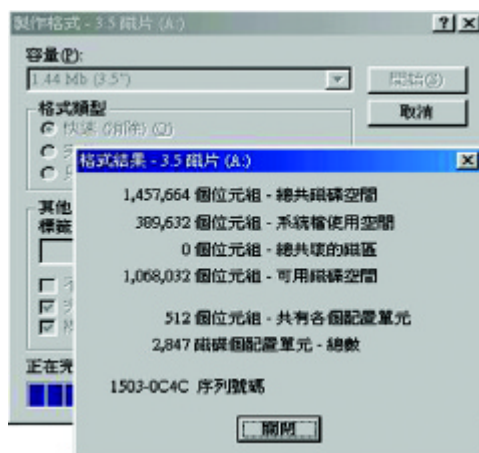 製作格式 - 3.5 磁片 (A:)
容量(P):
1.44 Mb (3.5")
開始(S)
格式類型
快速 (消除) (Q)
取消
格式結果 - 3.5 磁片 (A:)
1,457,664 個位元組 - 總共磁碟空間
389,632 個位元組 - 系統檔使用空間
0 個位元組 - 總共壞的磁區
1,068,032 個位元組 - 可用磁碟空間
512 個位元組 - 共有各個配置單元
2,847 磁碟個配置單元 - 總數
1503-0C4C 序列號碼
關閉
其他
標籤
正在完